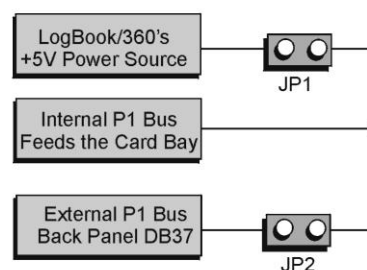 LogBook/360's
+5V Power Source
JP1
Internal P1 Bus
Feeds the Card Bay
External P1 Bus
Back Panel DB37
JP2